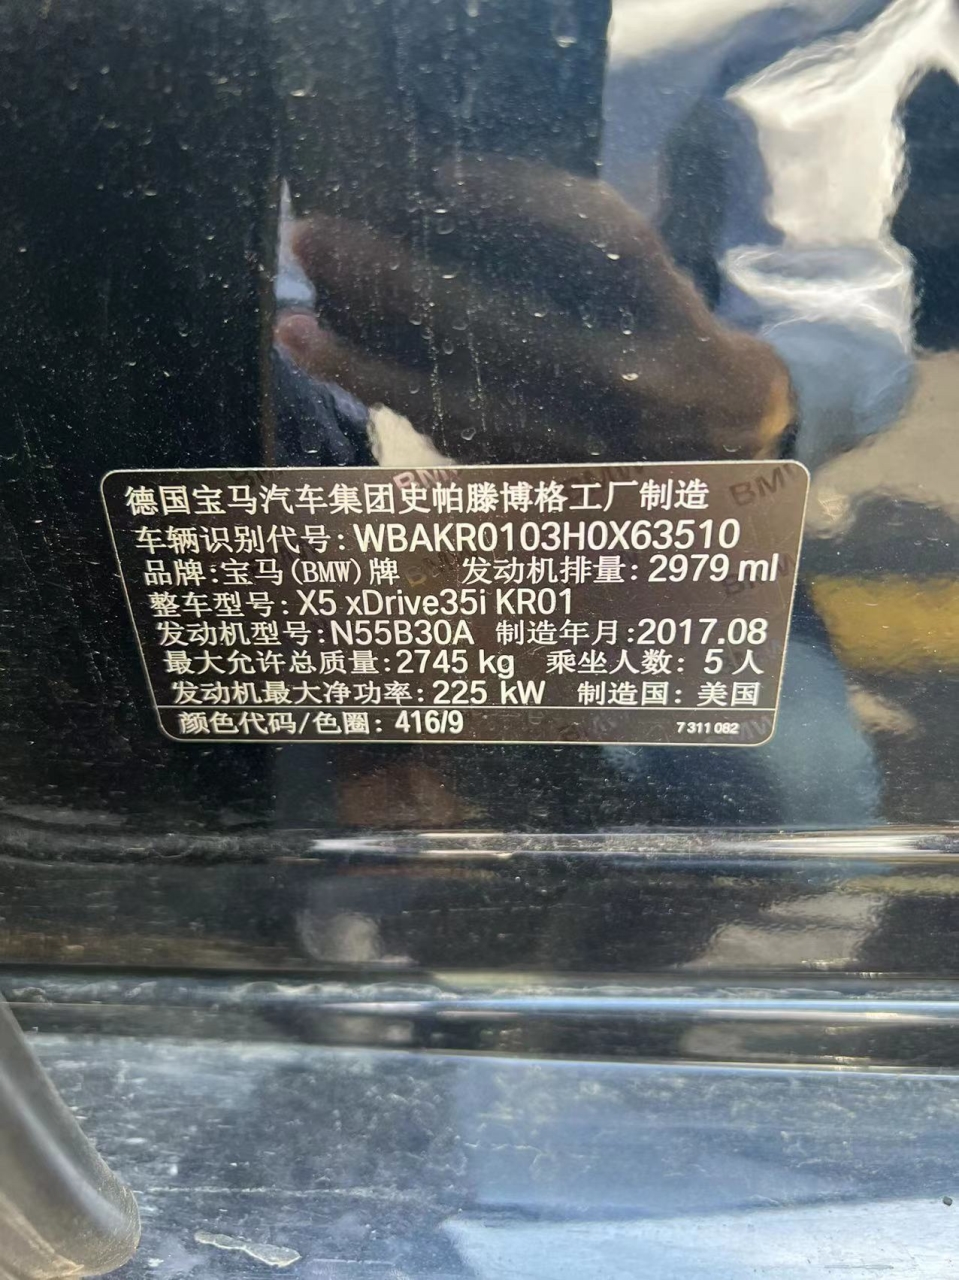 德国宝马汽车集团史帕滕博格工厂制造
车辆识别代号: WBAKR0103H0X63510
品牌:宝马(BMW)牌 发动机排量: 2979 ml
整车型号: X5 xDrive35i KR01
发动机型号: N55B30A 制造年月:2017.08
最大允许总质量:2745 kg 乘坐人数: 5 人
发动机最大净功率: 225 kW 制造国: 美国
颜色代码/色圈: 416/9 7 311 082